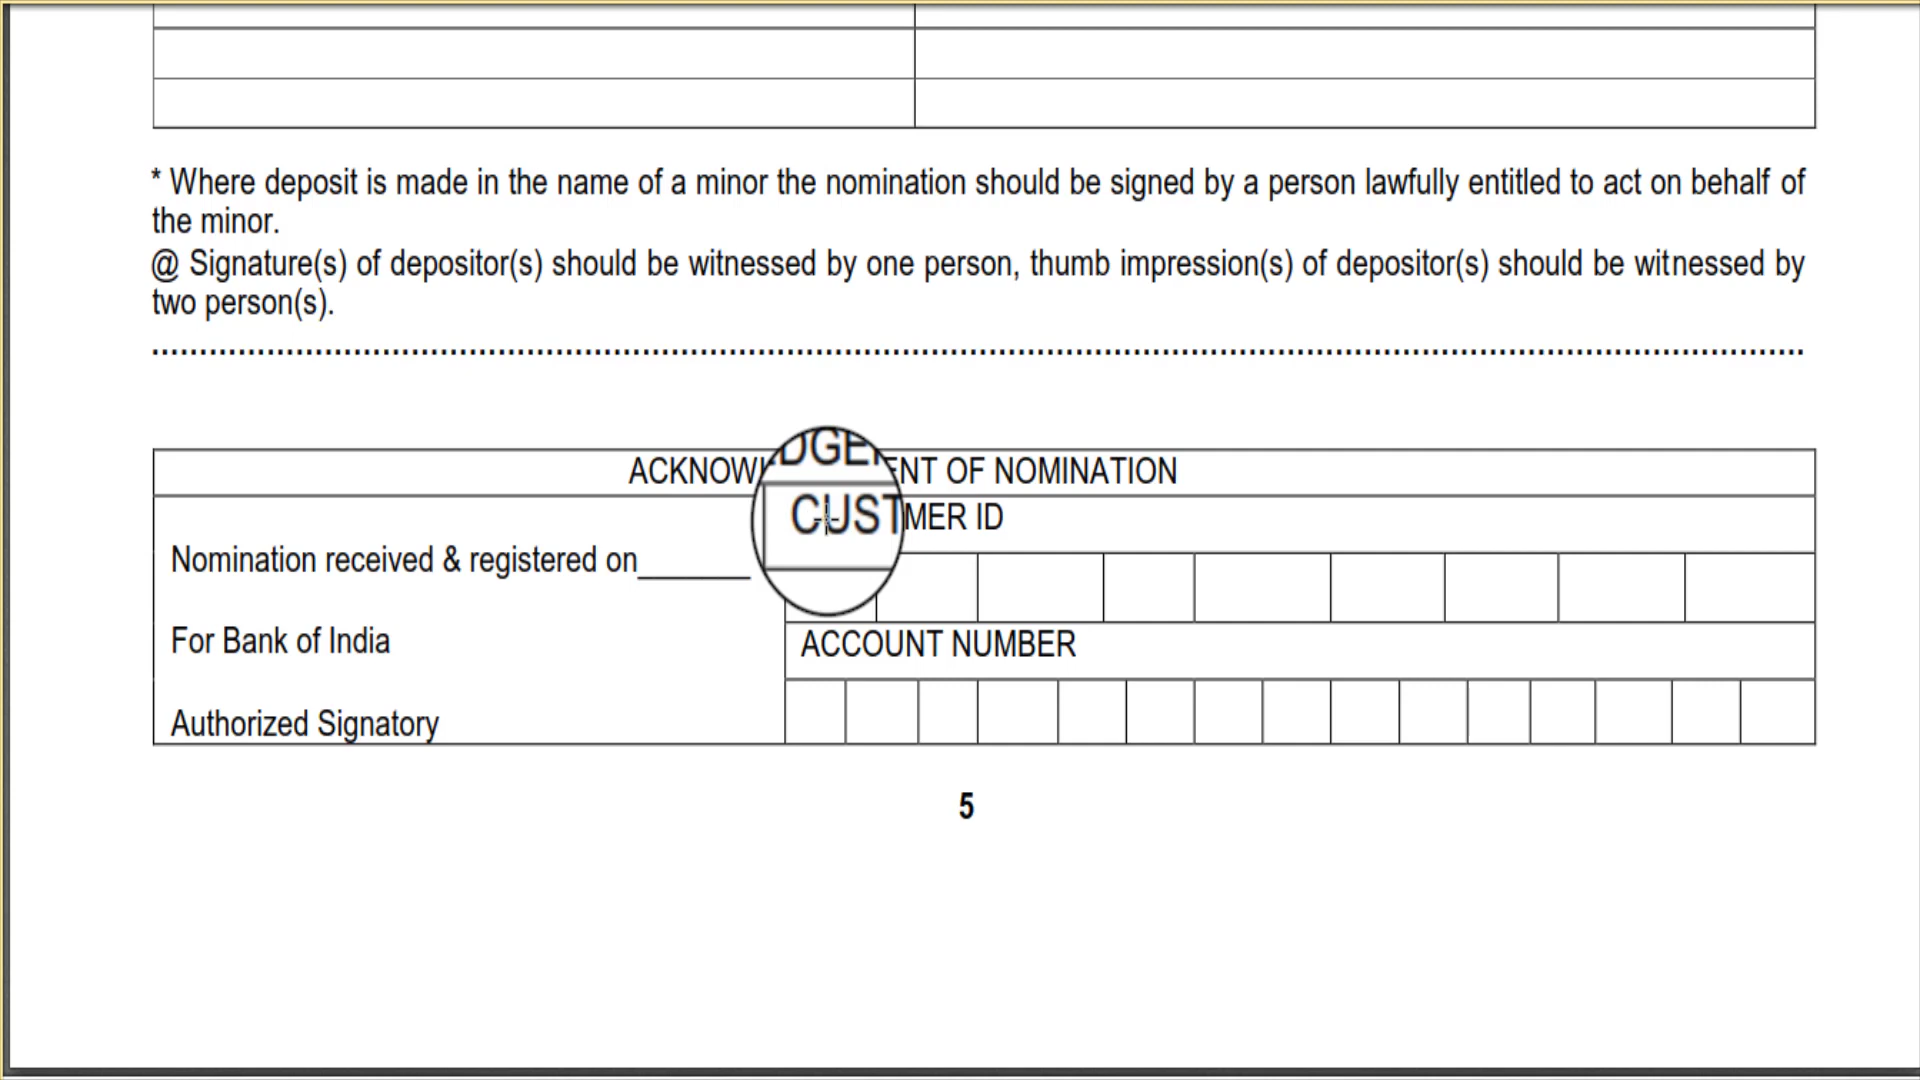 * Where deposit is made in the name of a minor the nomination should be signed by a person lawfully entitled to act on behalf of
the minor.
@ Signature(s) of depositor(s) should be witnessed by one person, thumb impression(s) of depositor(s) should be witnessed by
two person(s).
ACKNOWLEDGEMENT OF NOMINATION
CUSTOMER ID
Nomination received & registered on_______
For Bank of India
ACCOUNT NUMBER
Authorized Signatory
5